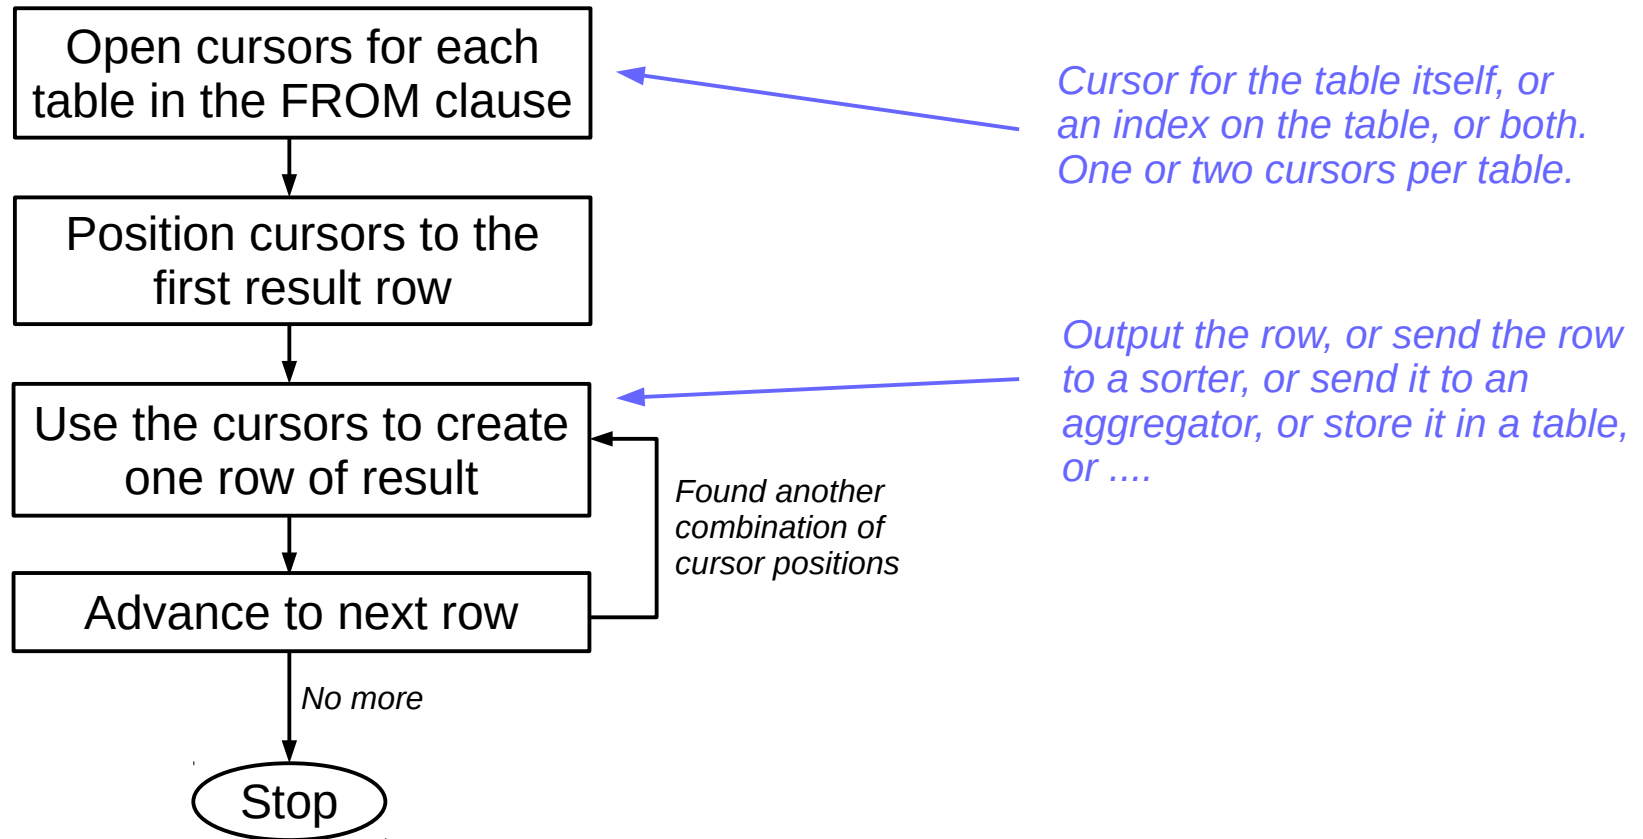 Open cursors for each
table in the FROM clause
Cursor for the table itself, or
an index on the table, or both.
One or two cursors per table.
Position cursors to the
first result row
Output the row, or send the row
to a sorter, or send it to an
aggregator, or store it in a table,
or ....
Use the cursors to create
one row of result
Found another
combination of
cursor positions
Advance to next row
No more
Stop